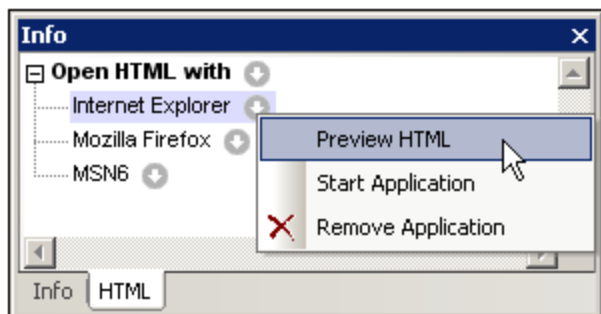 Info
Open HTML with
Internet Explorer
Mozilla Firefox
MSN6
Preview HTML
Start Application
Remove Application
Info
HTML